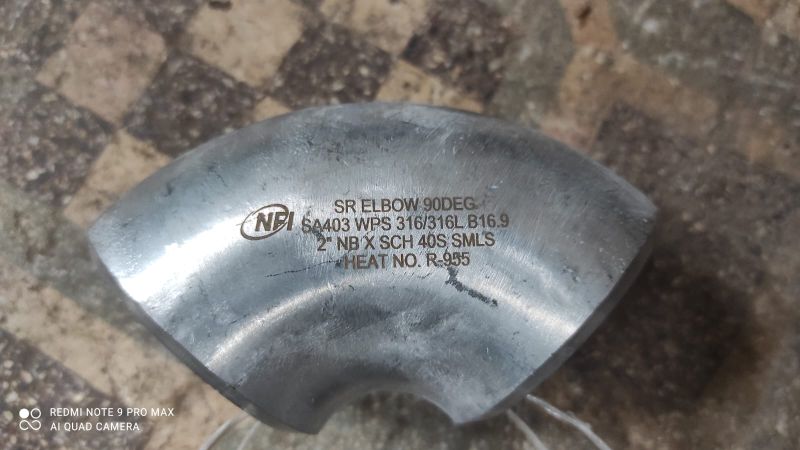 SR ELBOW 90DEG.
NFI SA403 WPS 316/316L B16.9
2" NB X SCH 40S SMLS
HEAT NO. R-955
REDMI NOTE 9 PRO MAX
AI QUAD CAMERA